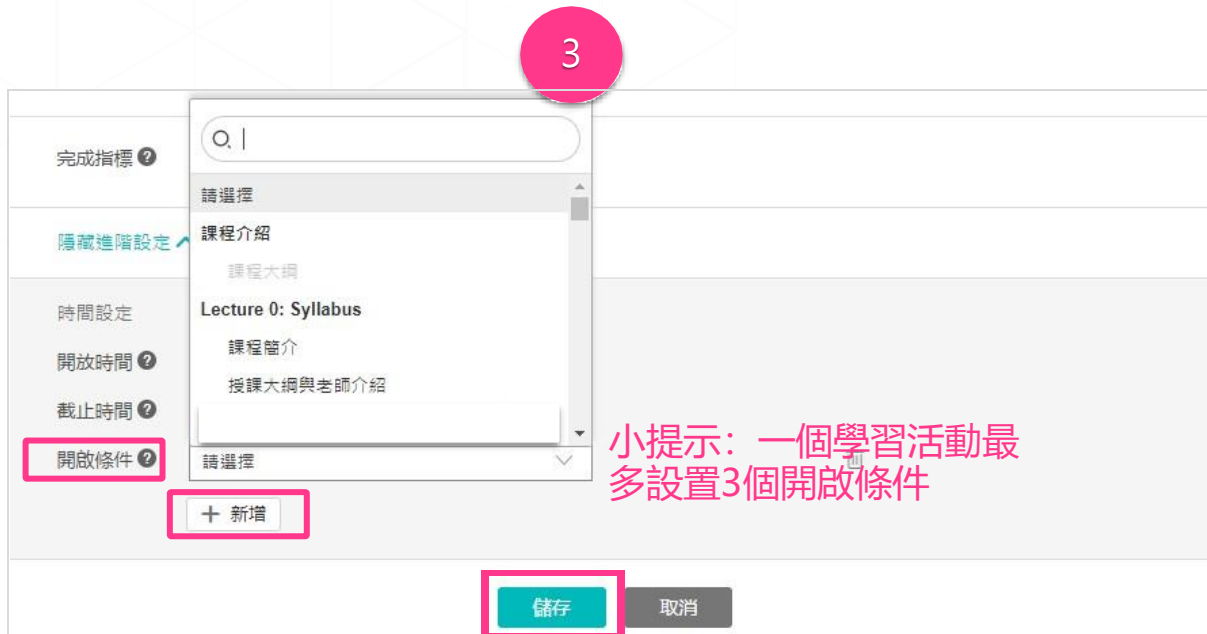 3
完成指標
請選擇
隱藏進階設定
課程介紹
課程大綱
時間設定
Lecture 0: Syllabus
課程簡介
開放時間
授課大綱與老師介紹
截止時間
開啟條件
請選擇
小提示：一個學習活動最
多設置3個開啟條件
+ 新增
儲存
取消